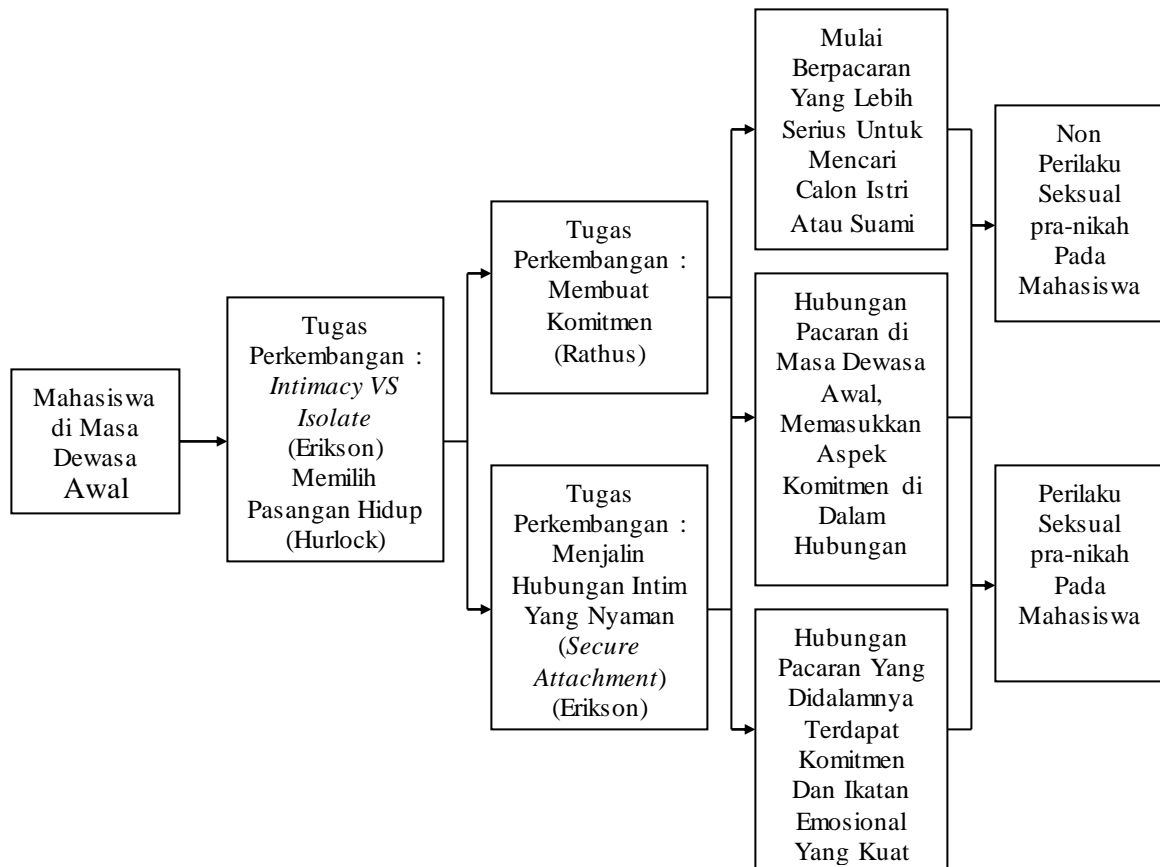 Mahasiswa
di Masa
Dewasa
Awal
Tugas
Perkembangan :
Intimacy VS
Isolate
(Erikson)
Memilih
Pasangan Hidup
(Hurlock)
Tugas
Perkembangan :
Membuat
Komitmen
(Rathus)
Tugas
Perkembangan :
Menjalin
Hubungan Intim
Yang Nyaman
(Secure
Attachment)
(Erikson)
Mulai
Berpacaran
Yang Lebih
Serius Untuk
Mencari
Calon Istri
Atau Suami
Hubungan
Pacaran di
Masa Dewasa
Awal,
Memasukkan
Aspek
Komitmen di
Dalam
Hubungan
Hubungan
Pacaran Yang
Didalamnya
Terdapat
Komitmen
Dan Ikatan
Emosional
Yang Kuat
Non
Perilaku
Seksual
pra-nikah
Pada
Mahasiswa
Perilaku
Seksual
pra-nikah
Pada
Mahasiswa